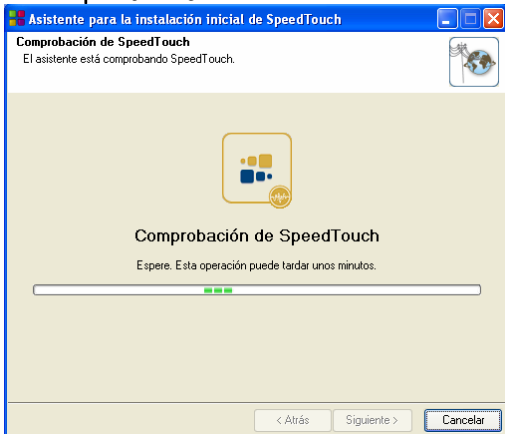 Asistente para la instalación inicial de SpeedTouch
Comprobación de SpeedTouch
El asistente está comprobando SpeedTouch.
Comprobación de SpeedTouch
Espere. Esta operación puede tardar unos minutos.
< Atrás
Siguiente >
Cancelar